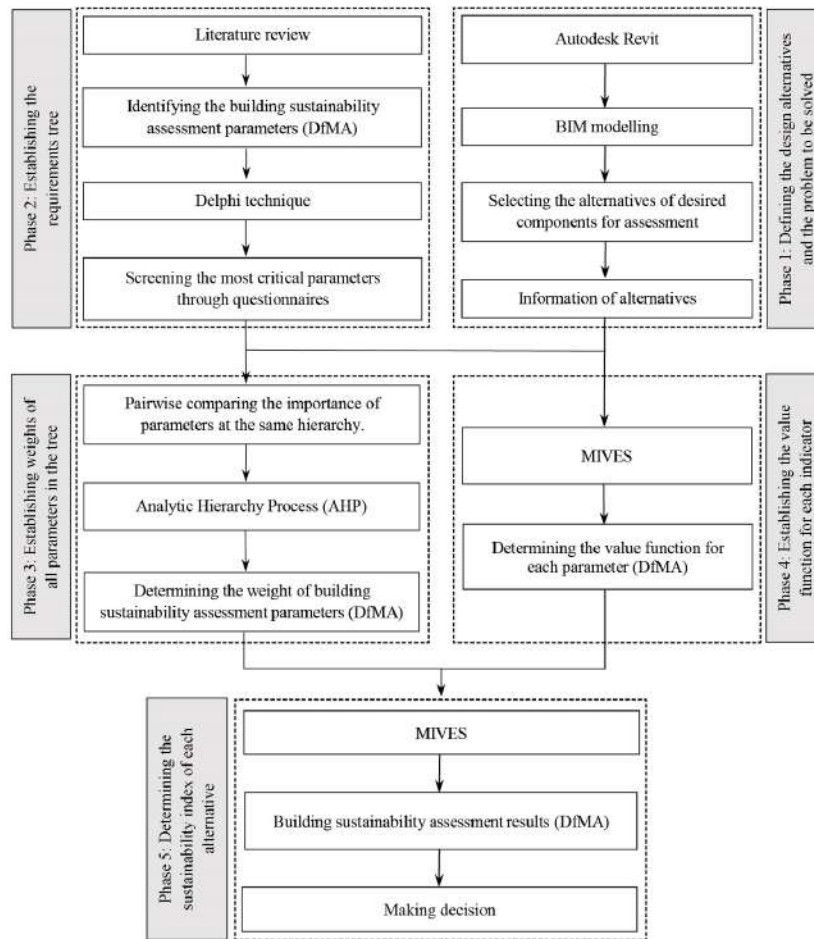 Phase 2: Establishing the
requirements tree
Literature review
Identifying the building sustainability
assessment parameters (DfMA)
Delphi technique
Screening the most critical parameters
through questionnaires
Autodesk Revit
BIM modelling
Selecting the alternatives of desired
components for assessment
Information of alternatives
Phase 1: Defining the design alternatives
and the problem to be solved
Phase 3: Establishing weights of
all parameters in the tree
Pairwise comparing the importance of
parameters at the same hierarchy.
Analytic Hierarchy Process (AHP)
Determining the weight of building
sustainability assessment parameters (DfMA)
MIVES
Determining the value function for
each parameter (DfMA)
Phase 4: Establishing the value
function for each indicator
Phase 5: Determining the
sustainability index of each
alternative
MIVES
Building sustainability assessment results (DfMA)
Making decision